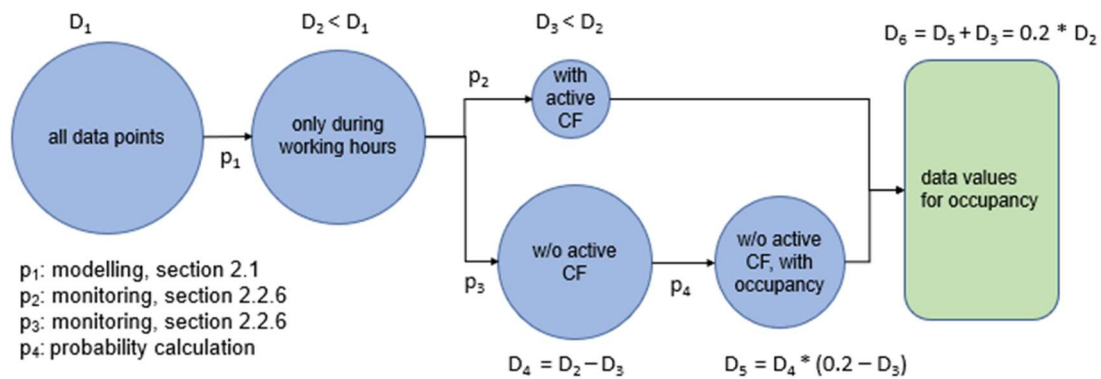 D₁
D₂ < D₁
D₃ < D₂
D₆ = D₅ + D₃ = 0.2 * D₂
all data points
p₁
only during
working hours
p₂
with
active
CF
p₃
w/o active
CF
p₄
w/o active
CF, with
occupancy
data values
for occupancy
p₁: modelling, section 2.1
p₂: monitoring, section 2.2.6
p₃: monitoring, section 2.2.6
p₄: probability calculation
D₄ = D₂ – D₃
D₅ = D₄ * (0.2 – D₃)